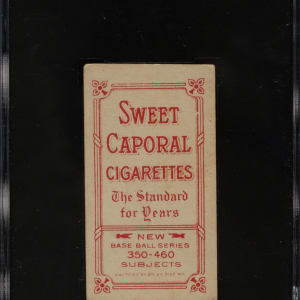 SWEET
CAPORAL
CIGARETTES
The Standard
for Years
NEW
BASE BALL SERIES
350-460
SUBJECTS